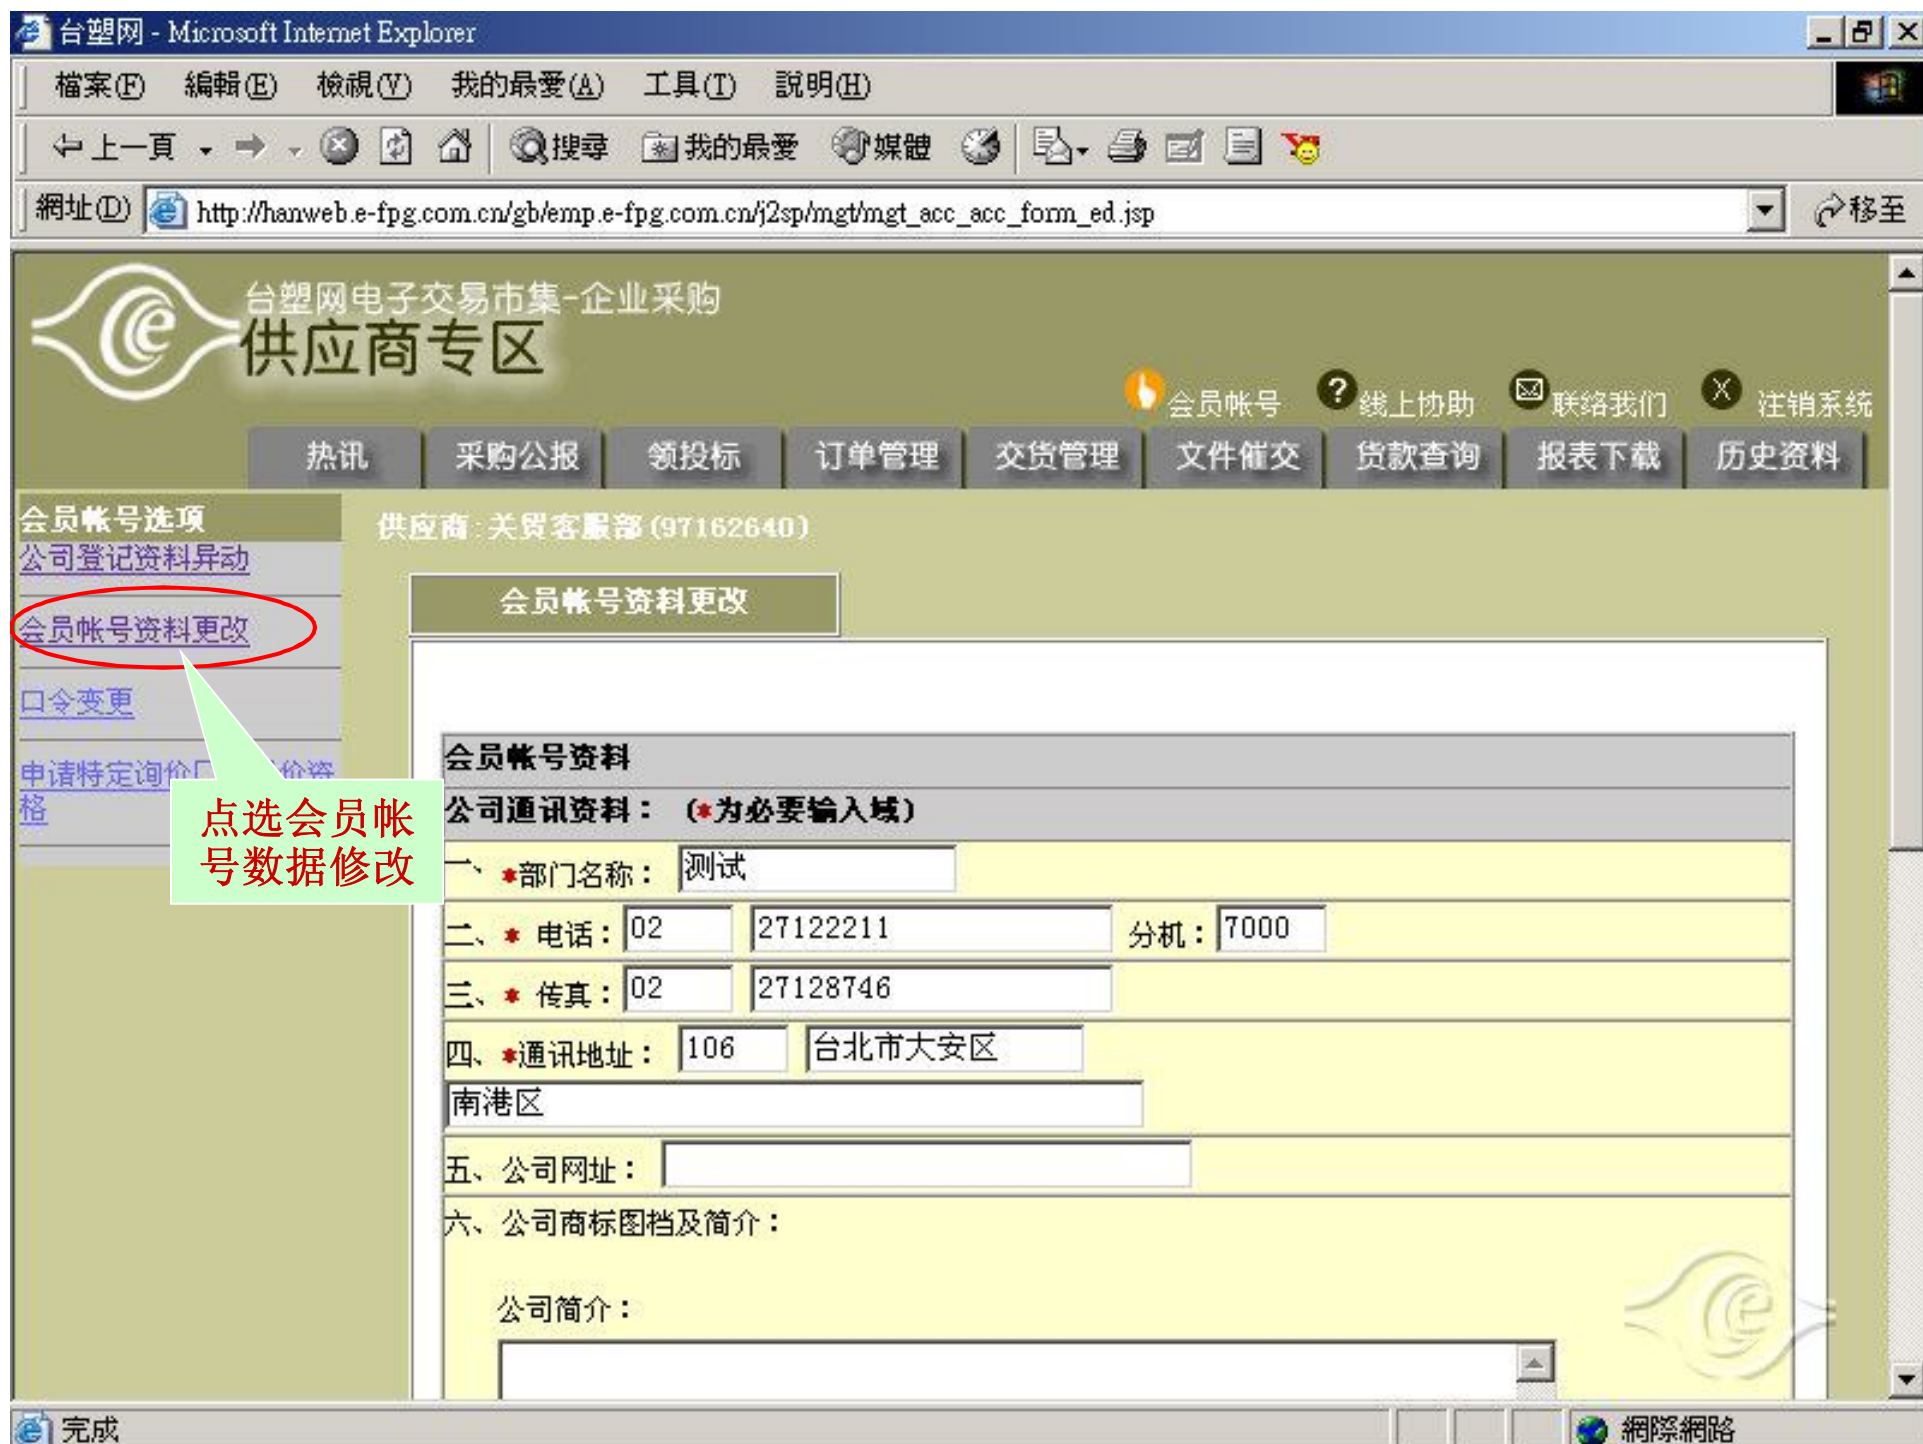 台塑网 - Microsoft Internet Explorer
檔案(F) 編輯(E) 檢視(V) 我的最愛(A) 工具(T) 說明(H)
上一頁 搜尋 我的最愛 媒體
網址(D) http://hanweb.e-fpg.com.cn/gb/emp.e-fpg.com.cn/j2sp/mgt/mgt_acc_acc_form_ed.jsp 移至
台塑网电子交易市集-企业采购
供应商专区
会员帐号 ? 线上协助 联络我们 X 注销系统
热讯 采购公报 领投标 订单管理 交货管理 文件催交 货款查询 报表下载 历史资料
会员帐号选项
公司登记资料异动
会员帐号资料更改
口令变更
申请特定询价 价资
格
点选会员帐
号数据修改
供应商:关贸客服部(97162640)
会员帐号资料更改
会员帐号资料
公司通讯资料： (*为必要输入域)
一、*部门名称： 测试
二、* 电话： 02 27122211 分机： 7000
三、* 传真： 02 27128746
四、*通讯地址： 106 台北市大安区
南港区
五、公司网址：
六、公司商标图档及简介：
公司简介：
完成 網際網路